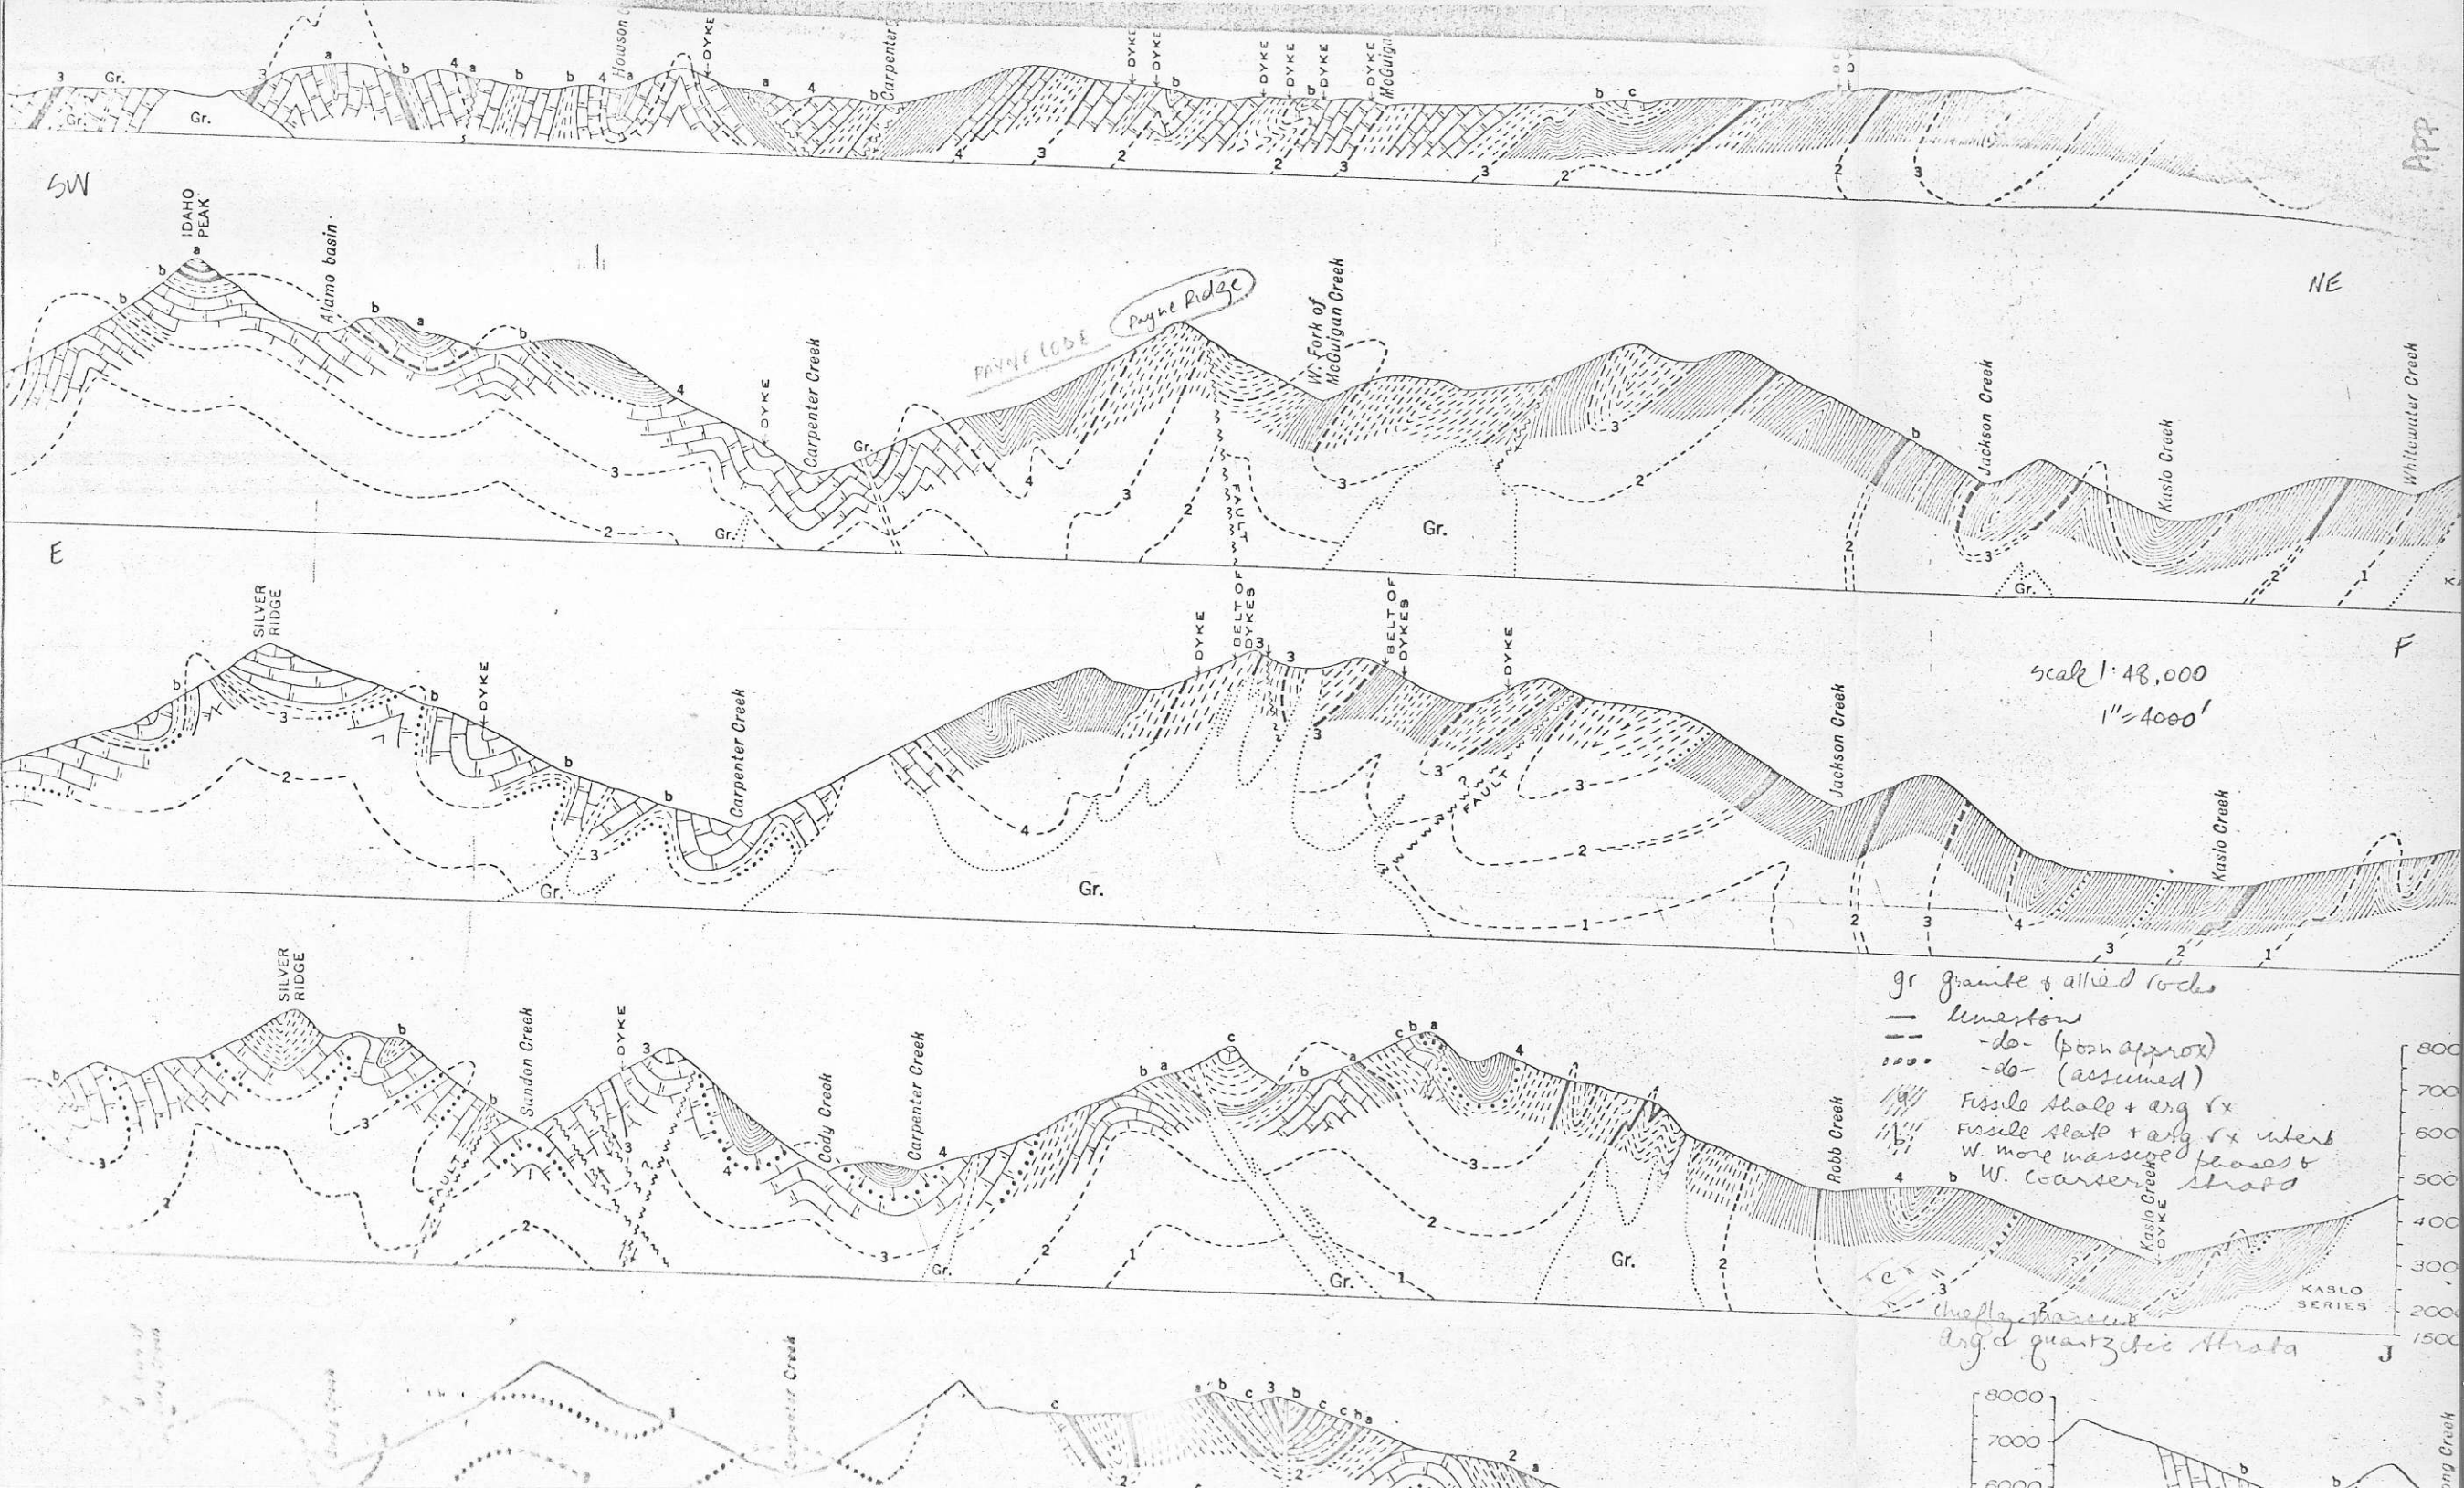 Howson
DYKE
Carpenter
DYKE
DYKE
DYKE
DYKE
DYKE
DYKE
McGuigan
3 Gr. 3 a b 4 a b b 4 a a 4 b b b b c
Gr. Gr.
4 3 2 2 3 3 2 2 3
APP
SW
NE
IDAHO
PEAK
Alamo basin
PAYNE LODE
Payne Ridge
W. Fork of
McGuigan Creek
DYKE
Carpenter Creek
Jackson Creek
Kaslo Creek
Whitewater Creek
b b a b a b 4 Gr. b
3 4 3 2 3 3 2
FAULT
2 Gr. Gr. 2 3 Gr. 2 1
E
F
SILVER
RIDGE
DYKE
Carpenter Creek
DYKE
BELT OF
DYKES
BELT OF
DYKES
DYKE
Jackson Creek
Kaslo Creek
scale 1:48,000
1"=4000'
b b b b 3 3
3 2 3 4 3 3 3 2
? FAULT
Gr. Gr. 1 2 3 4 3 2 1
SILVER
RIDGE
Sandon Creek
DYKE
Cody Creek
Carpenter Creek
Robb Creek
Kaslo Creek
DYKE
gr granite & allied rocks
limestone
-do- (posn approx)
-do- (assumed)
a Fissile shale + arg rx
b Fissile slate + arg rx interb
W. more massive phases &
W. coarser strata
c
chiefly massive
arg & quartzitic strata
b b b 3 4 4 b a c b a c b a 4 4 b
3 3 2 3 4 3 2 2 1 3 2 1 2 3 2
FAULT
?
Gr. Gr. Gr.
KASLO
SERIES
800
700
600
500
400
300
2000
1500
J
Carpenter Creek
1 c a b c 3 b c c b a 2 a
2 2
8000
7000
6000
b b
Creek